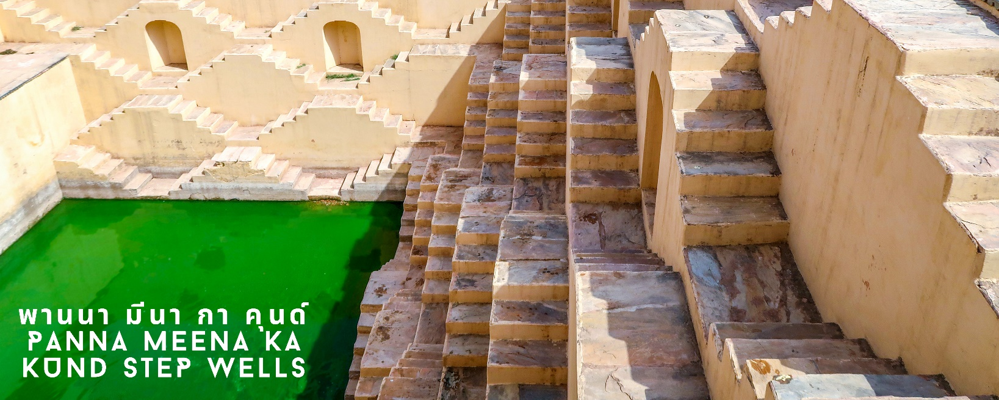 พานนา มีนา กา คุนด์
PANNA MEENA KA
KUND STEP WELLS